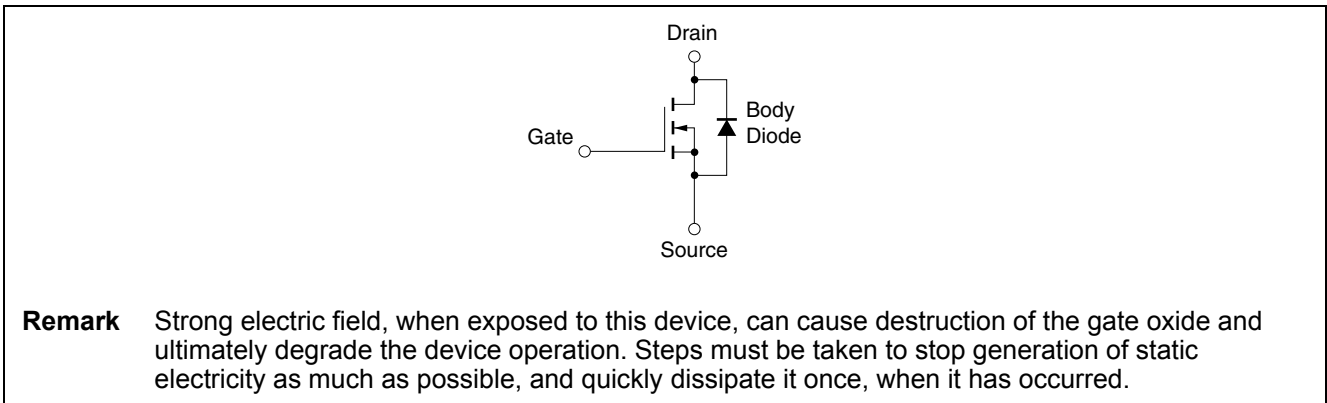 Drain
Body
Diode
Gate
Source
Remark Strong electric field, when exposed to this device, can cause destruction of the gate oxide and
ultimately degrade the device operation. Steps must be taken to stop generation of static
electricity as much as possible, and quickly dissipate it once, when it has occurred.